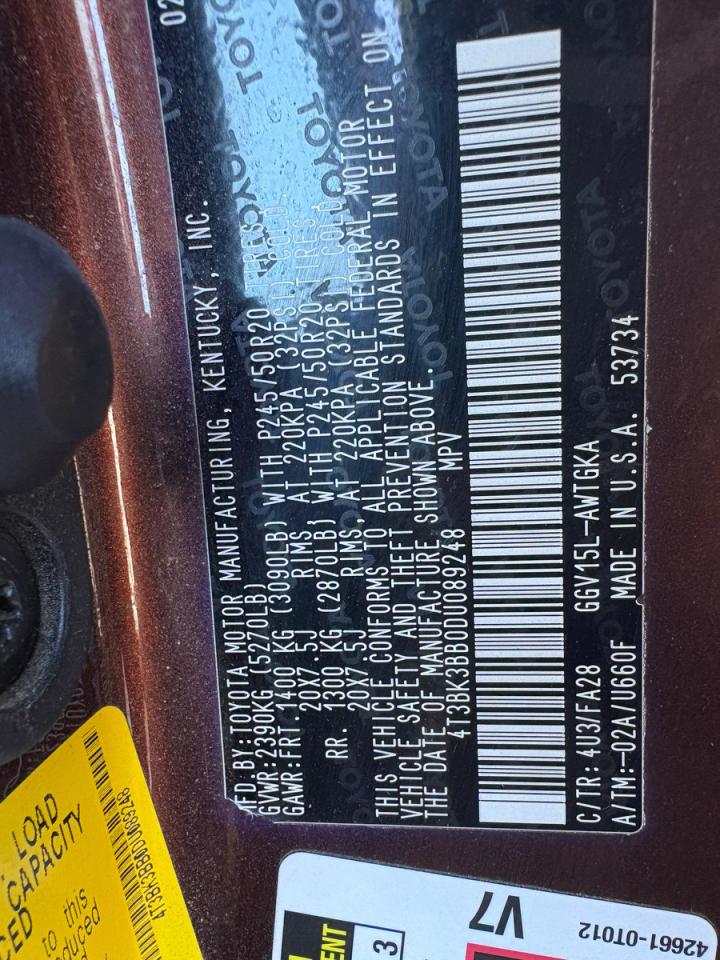 02
MFD.BY:TOYOTA MOTOR MANUFACTURING, KENTUCKY, INC.
GVWR:2390KG(5270LB)
GAWR:FRT.1400 KG (3090LB) WITH P245/50R20 TIRES
20X7.5J RIMS, AT 220KPA (32PSI) COLD
RR. 1300 KG (2870LB) WITH P245/50R20 TIRES
20X7.5J RIMS, AT 220KPA (32PSI) COLD
THIS VEHICLE CONFORMS TO ALL APPLICABLE FEDERAL MOTOR
VEHICLE SAFETY AND THEFT PREVENTION STANDARDS IN EFFECT ON
THE DATE OF MANUFACTURE SHOWN ABOVE.
4T3BK3BB0DU089248 MPV
C/TR: 4U3/FA28 GGV15L-AWTGKA
A/TM:-02A/U660F MADE IN U.S.A. 53734
4T3BK3BB0DU089248
LOAD
CAPACITY
to this
V7
3
42661-0T012